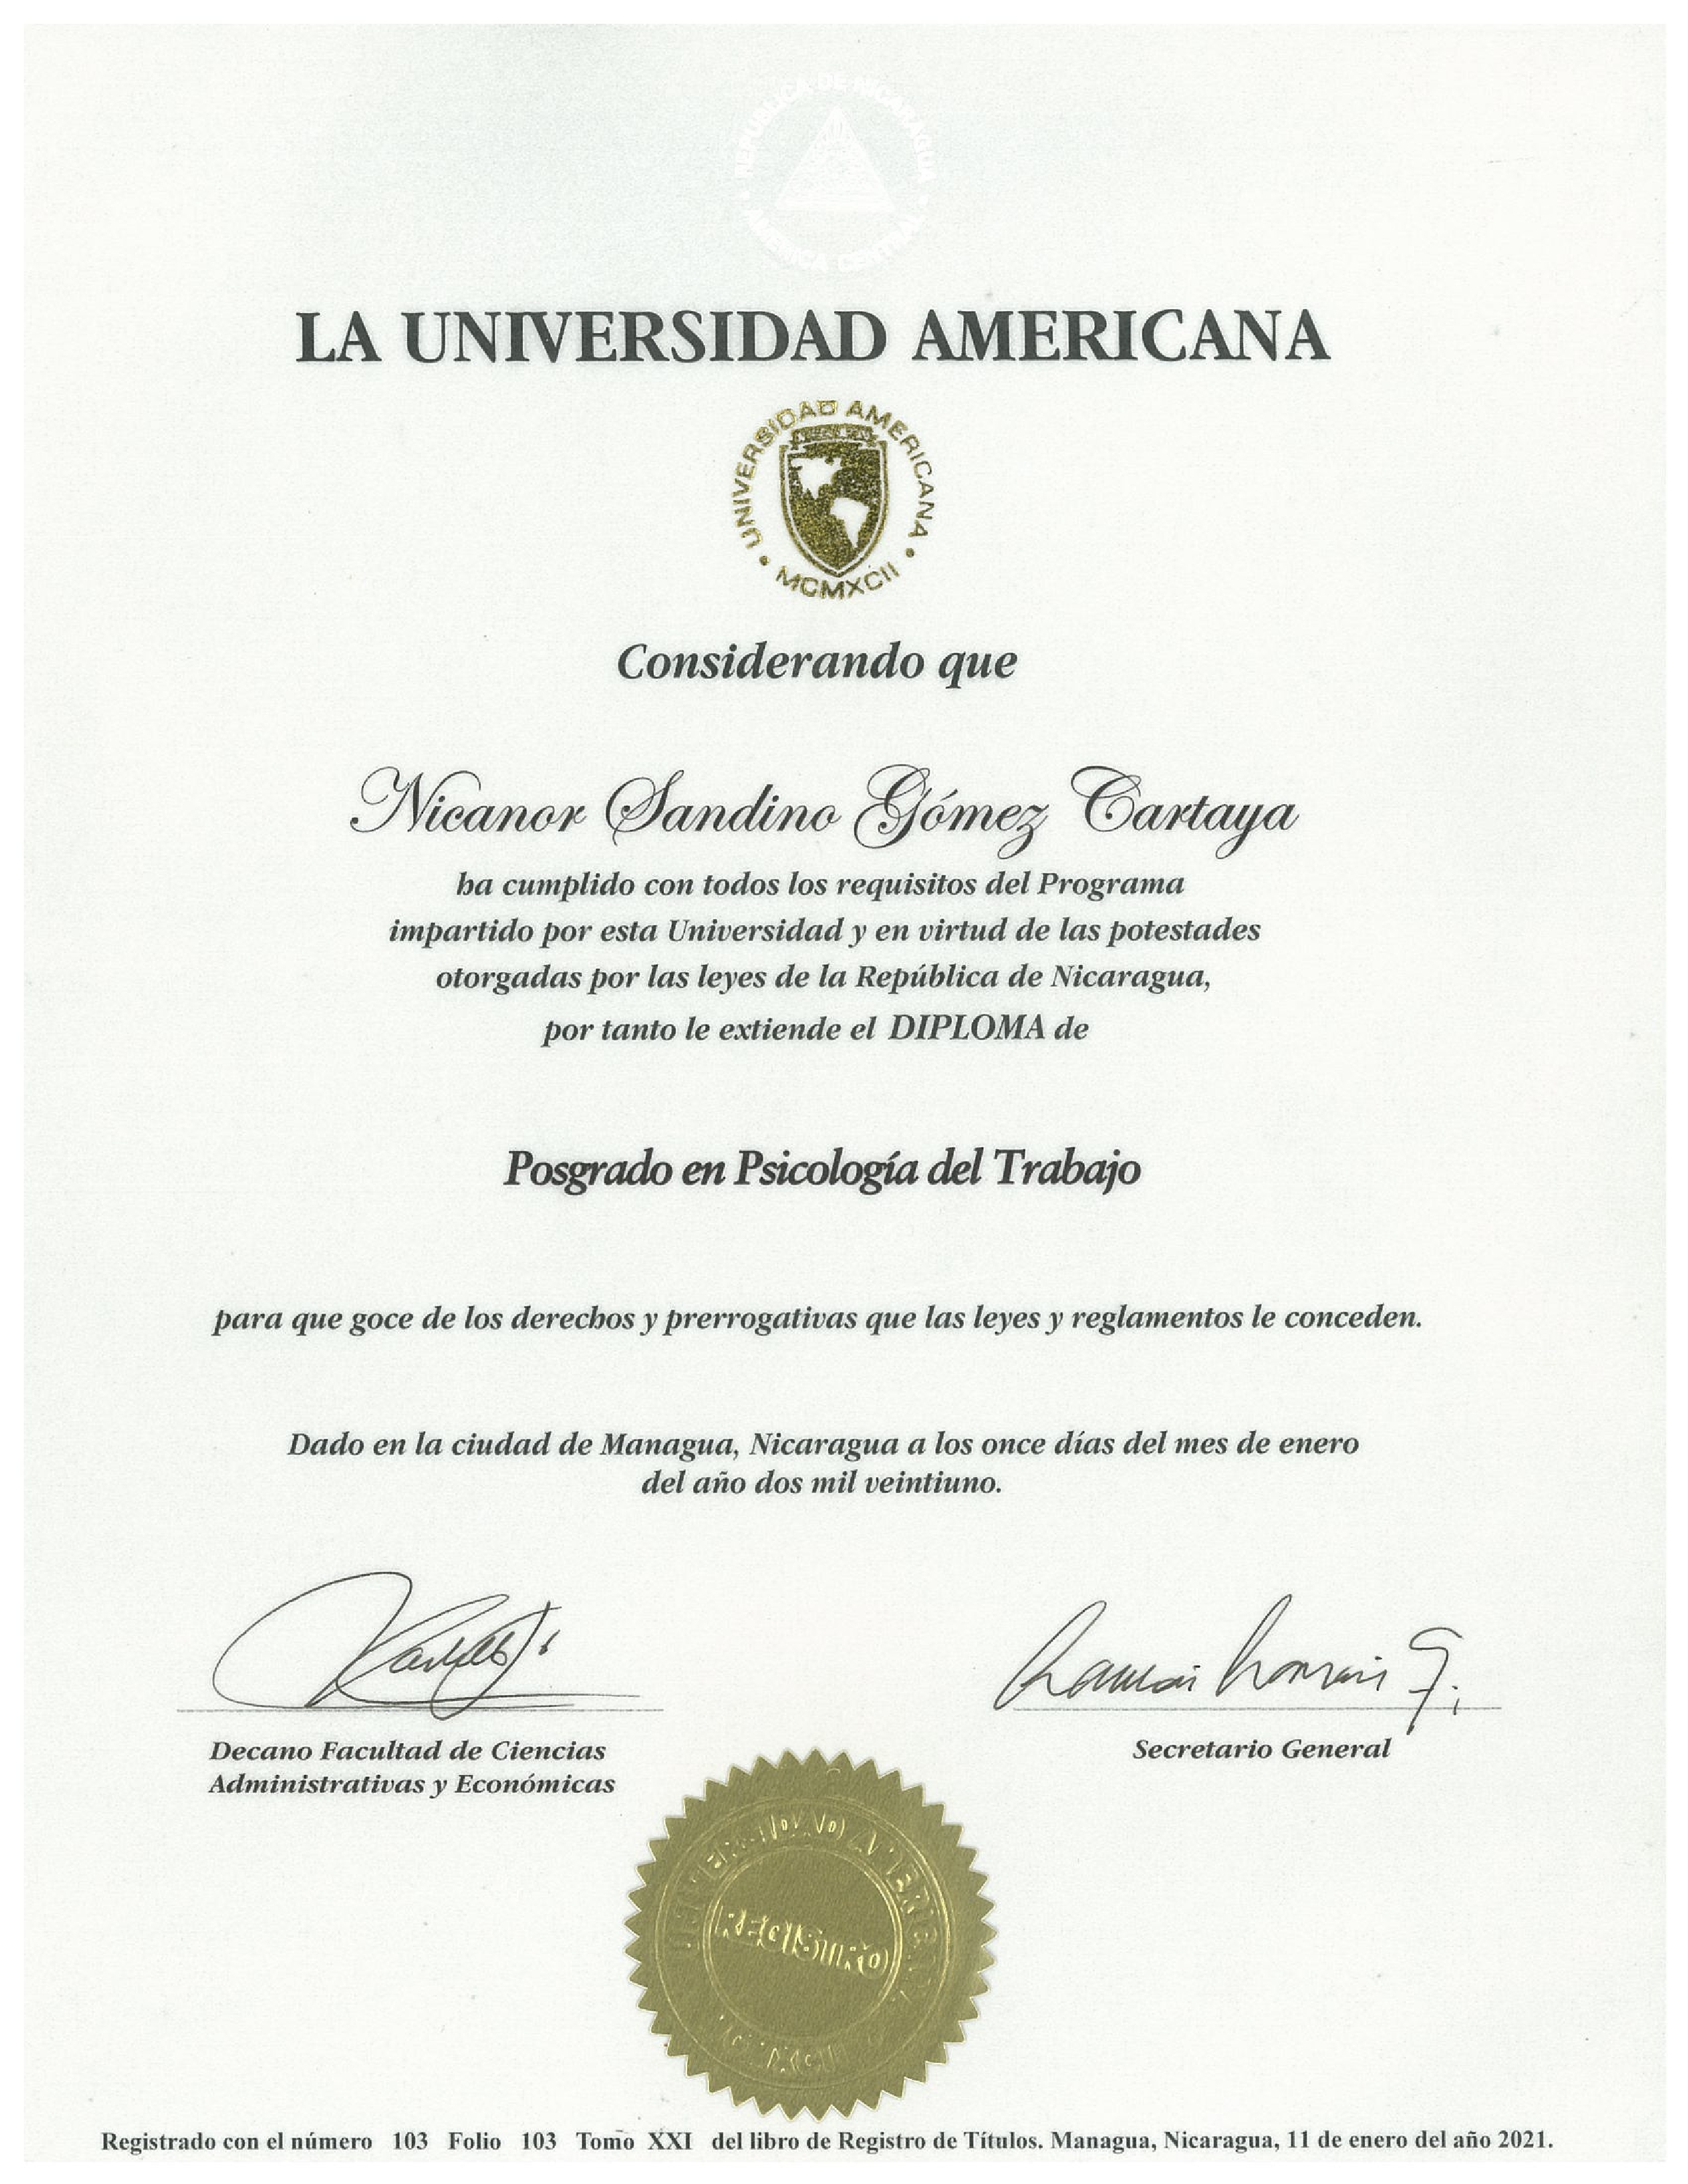 REPÚBLICA DE NICARAGUA
AMÉRICA CENTRAL
LA UNIVERSIDAD AMERICANA
UNIVERSIDAD AMERICANA
MCMXCII
Considerando que
Nicanor Sandino Gómez Cartaya
ha cumplido con todos los requisitos del Programa
impartido por esta Universidad y en virtud de las potestades
otorgadas por las leyes de la República de Nicaragua,
por tanto le extiende el DIPLOMA de
Posgrado en Psicología del Trabajo
para que goce de los derechos y prerrogativas que las leyes y reglamentos le conceden.
Dado en la ciudad de Managua, Nicaragua a los once días del mes de enero
del año dos mil veintiuno.
Decano Facultad de Ciencias
Administrativas y Económicas
Secretario General
UNIVERSIDAD AMERICANA
REGISTRO
Registrado con el número 103 Folio 103 Tomo XXI del libro de Registro de Títulos. Managua, Nicaragua, 11 de enero del año 2021.